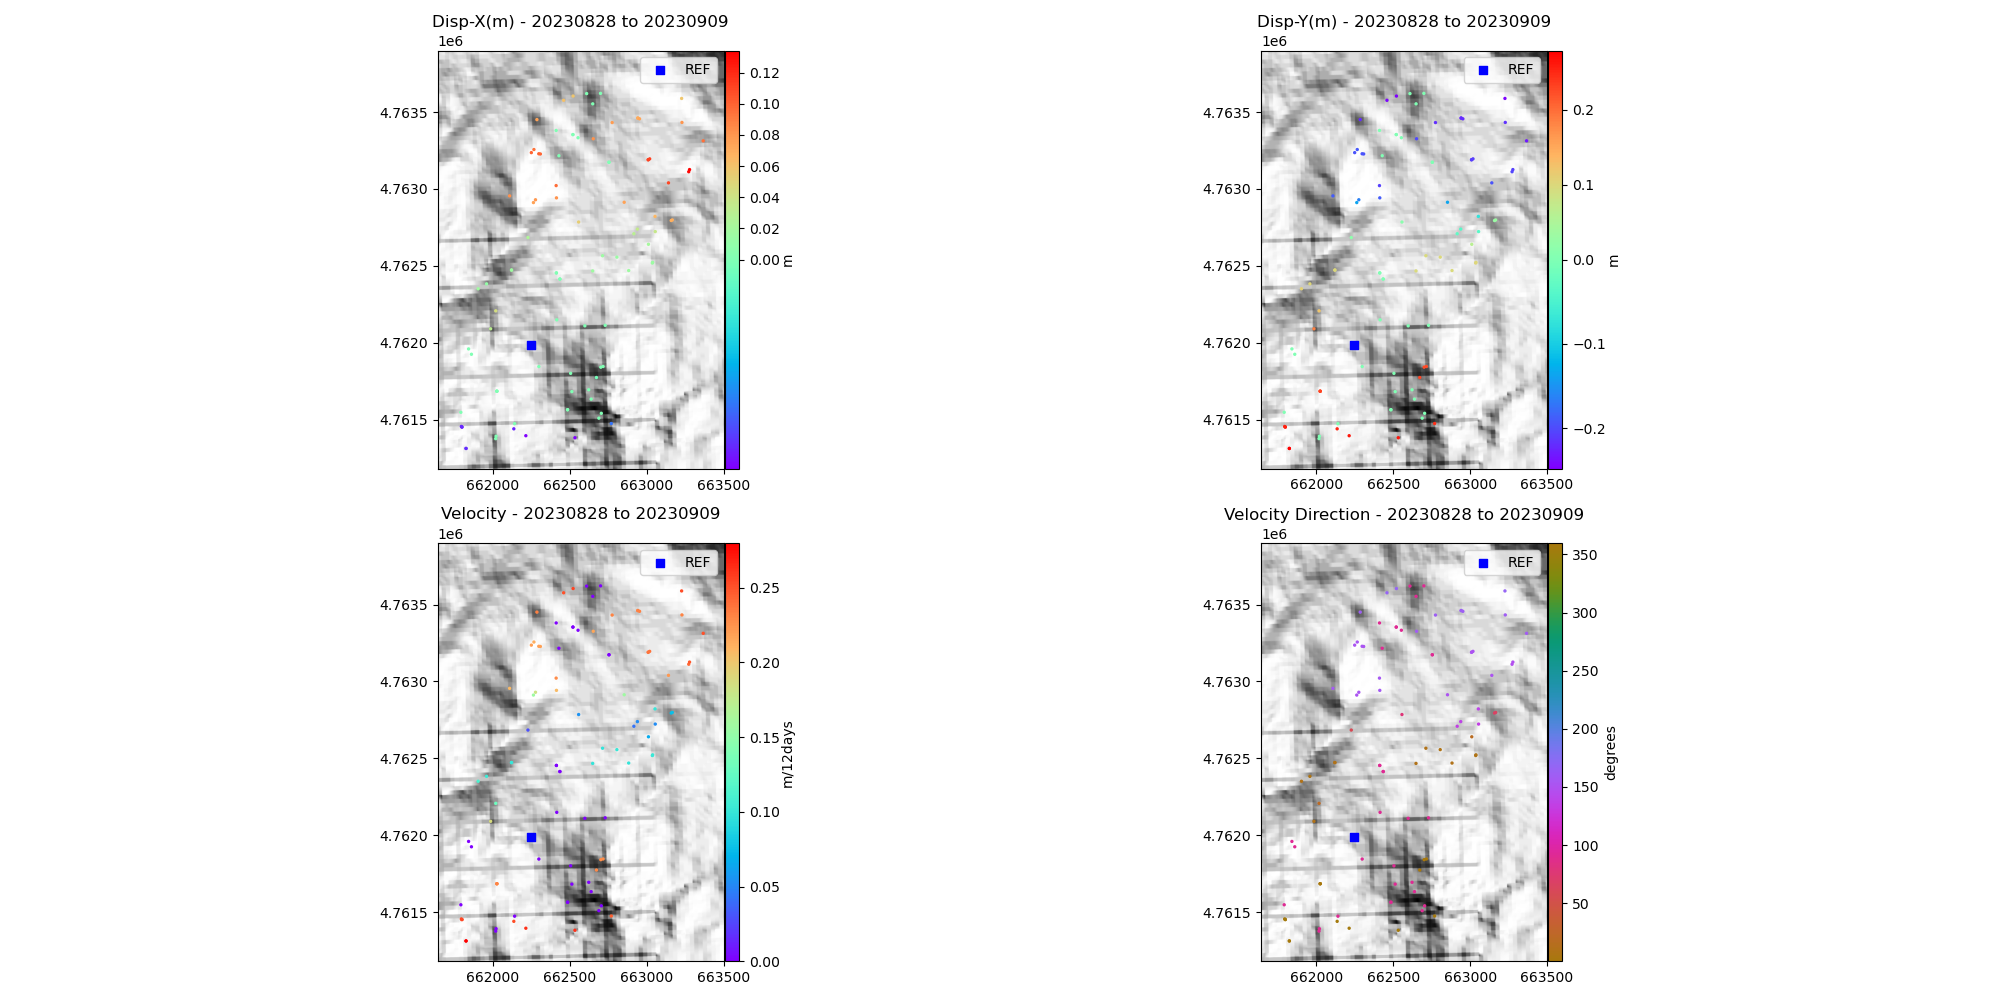 Disp-X(m) - 20230828 to 20230909
1e6
REF
4.7635
4.7630
4.7625
4.7620
4.7615
662000 662500 663000 663500
0.12
0.10
0.08
0.06
0.04
0.02
0.00
m
Disp-Y(m) - 20230828 to 20230909
1e6
REF
4.7635
4.7630
4.7625
4.7620
4.7615
662000 662500 663000 663500
0.2
0.1
0.0
−0.1
−0.2
m
Velocity - 20230828 to 20230909
1e6
REF
4.7635
4.7630
4.7625
4.7620
4.7615
662000 662500 663000 663500
0.25
0.20
0.15
0.10
0.05
0.00
m/12days
Velocity Direction - 20230828 to 20230909
1e6
REF
4.7635
4.7630
4.7625
4.7620
4.7615
662000 662500 663000 663500
350
300
250
200
150
100
50
degrees